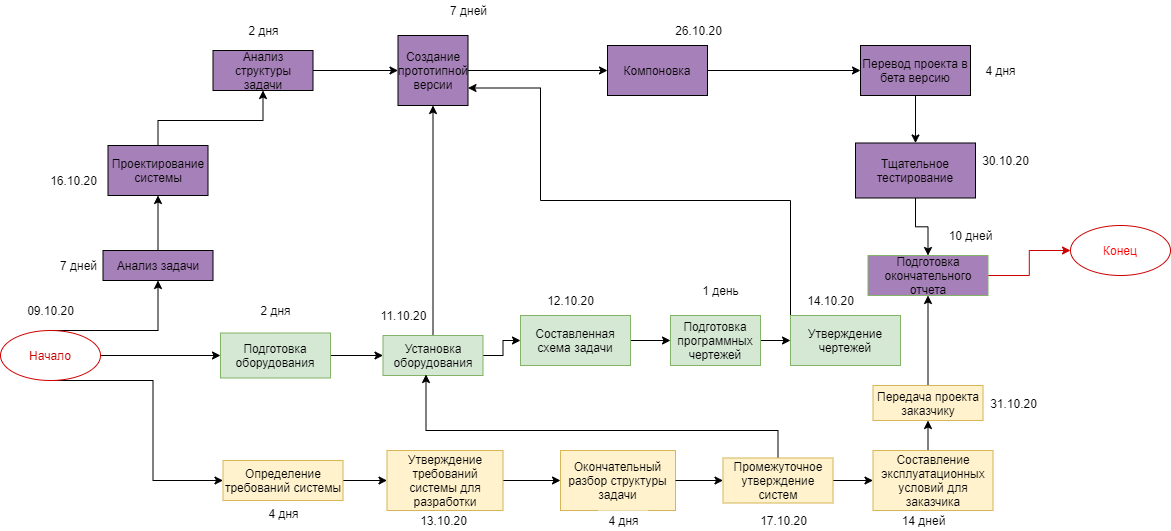 7 дней
2 дня
26.10.20
Анализ
структуры
задачи
Создание
прототипной
версии
Компоновка
Перевод проекта в
бета версию
4 дня
16.10.20
Проектирование
системы
Тщательное
тестирование
30.10.20
7 дней
Анализ задачи
10 дней
Подготовка
окончательного
отчета
Конец
09.10.20
Начало
2 дня
Подготовка
оборудования
11.10.20
Установка
оборудования
12.10.20
Составленная
схема задачи
1 день
Подготовка
программных
чертежей
14.10.20
Утверждение
чертежей
Передача проекта
заказчику
31.10.20
Определение
требований системы
4 дня
Утверждение
требований
системы для
разработки
13.10.20
Окончательный
разбор структуры
задачи
4 дня
Промежуточное
утверждение
систем
17.10.20
Составление
эксплуатационных
условий для
заказчика
14 дней